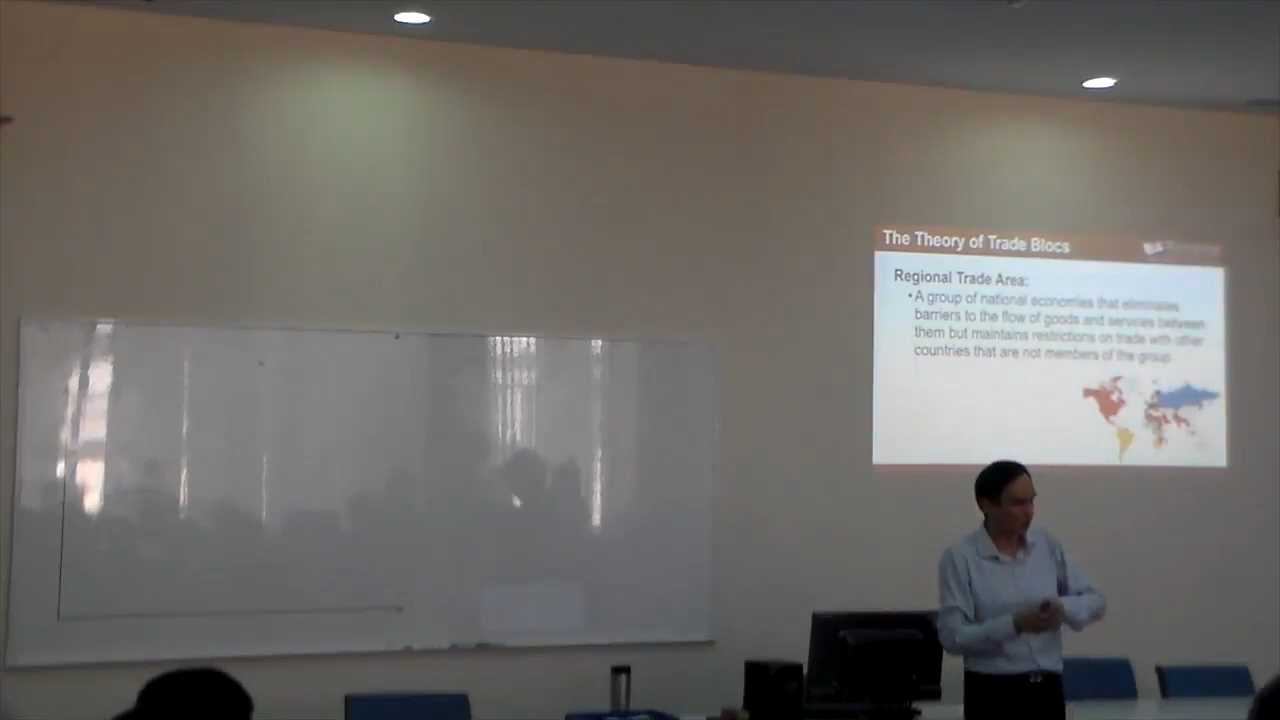 The Theory of Trade Blocs
Regional Trade Area:
• A group of national economies that eliminates
barriers to the flow of goods and services between
them but maintains restrictions on trade with other
countries that are not members of the group